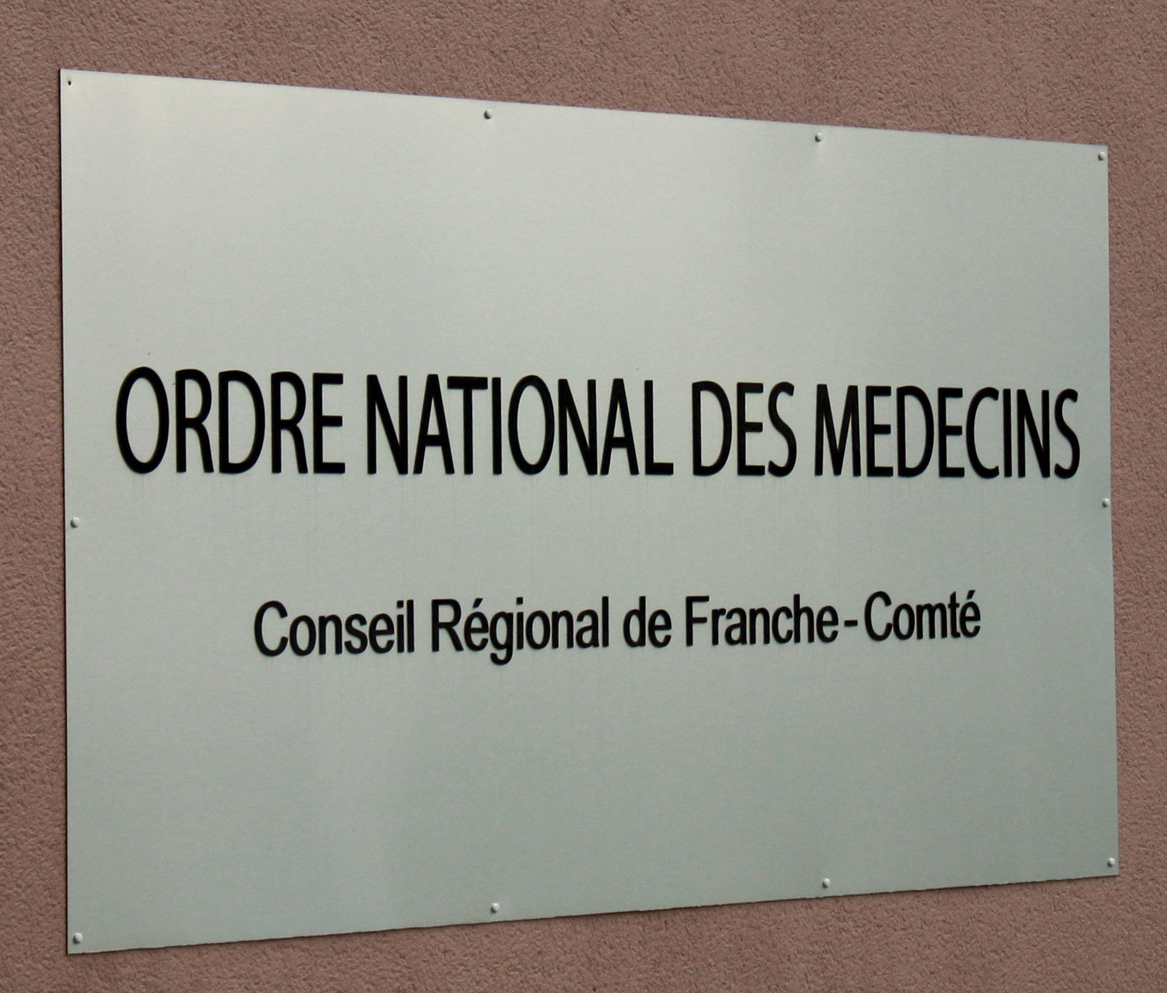 ORDRE NATIONAL DES MEDECINS
Conseil Régional de Franche-Comté